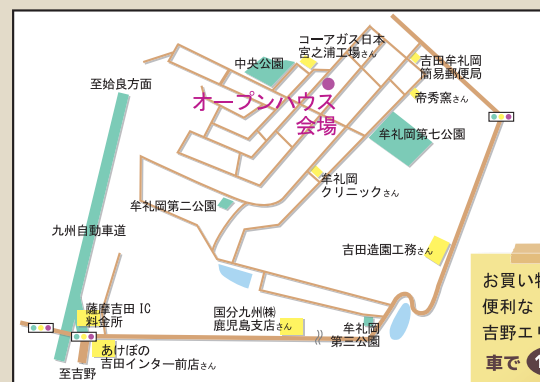 コーアガス日本
宮之浦工場さん
中央公園
吉田牟礼岡
簡易郵便局
至姶良方面
オープンハウス
会場
帝秀窯さん
牟礼岡第七公園
牟礼岡
クリニックさん
牟礼岡第二公園
九州自動車道
吉田造園工務さん
お買い物
便利な
吉野エリ
車で
薩摩吉田 IC
料金所
国分九州㈱
鹿児島支店さん
牟礼岡
第三公園
あけぼの
吉田インター前店さん
至吉野